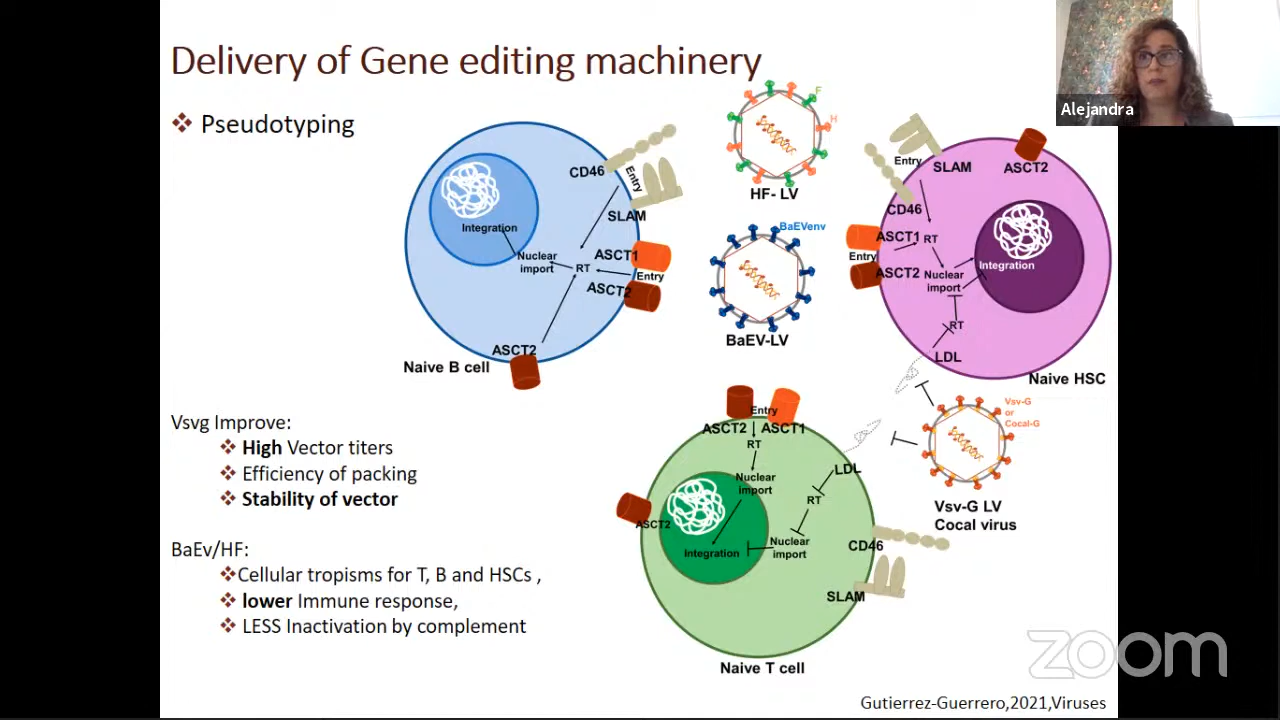 Delivery of Gene editing machinery
Alejandra
❖ Pseudotyping
CD46
Entry
SLAM
Integration
Nuclear
import
RT
ASCT1
Entry
ASCT2
ASCT2
Naive B cell
F
H
HF- LV
BaEVenv
BaEV-LV
Entry
SLAM
ASCT2
CD46
ASCT1
RT
Entry
ASCT2
Nuclear
import
Integration
RT
LDL
Naive HSC
Vsv-G
or
Cocal-G
Vsv-G LV
Cocal virus
Entry
ASCT2
ASCT1
RT
Nuclear
import
LDL
RT
ASCT2
Integration
Nuclear
import
CD46
SLAM
Naive T cell
Vsvg Improve:
❖ High Vector titers
❖ Efficiency of packing
❖ Stability of vector
BaEv/HF:
❖Cellular tropisms for T, B and HSCs ,
❖ lower Immune response,
❖ LESS Inactivation by complement
zoom
Gutierrez-Guerrero,2021,Viruses